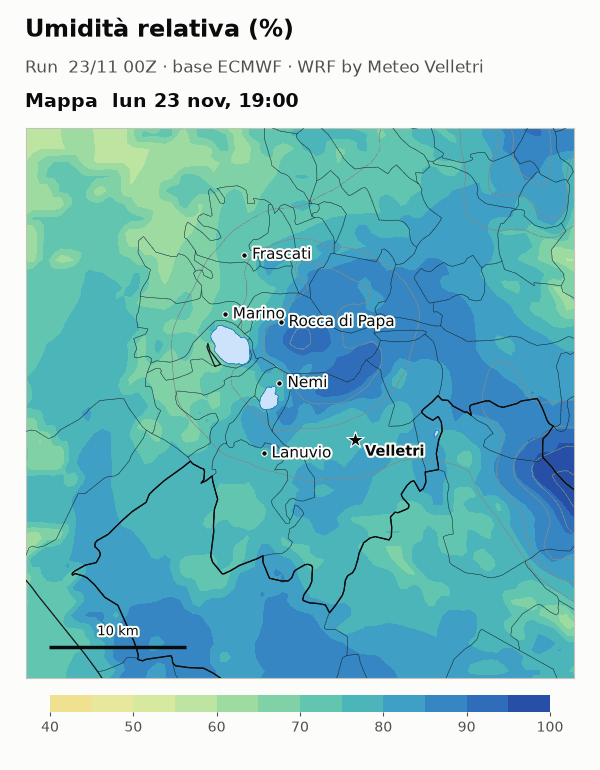 Umidità relativa (%)
Run  23/11 00Z · base ECMWF · WRF by Meteo Velletri
Mappa  lun 23 nov, 19:00
Frascati
Marino
Rocca di Papa
Nemi
Velletri
Lanuvio
10 km
40 50 60 70 80 90 100